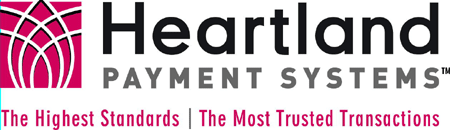 Heartland
PAYMENT SYSTEMS™
The Highest Standards | The Most Trusted Transactions